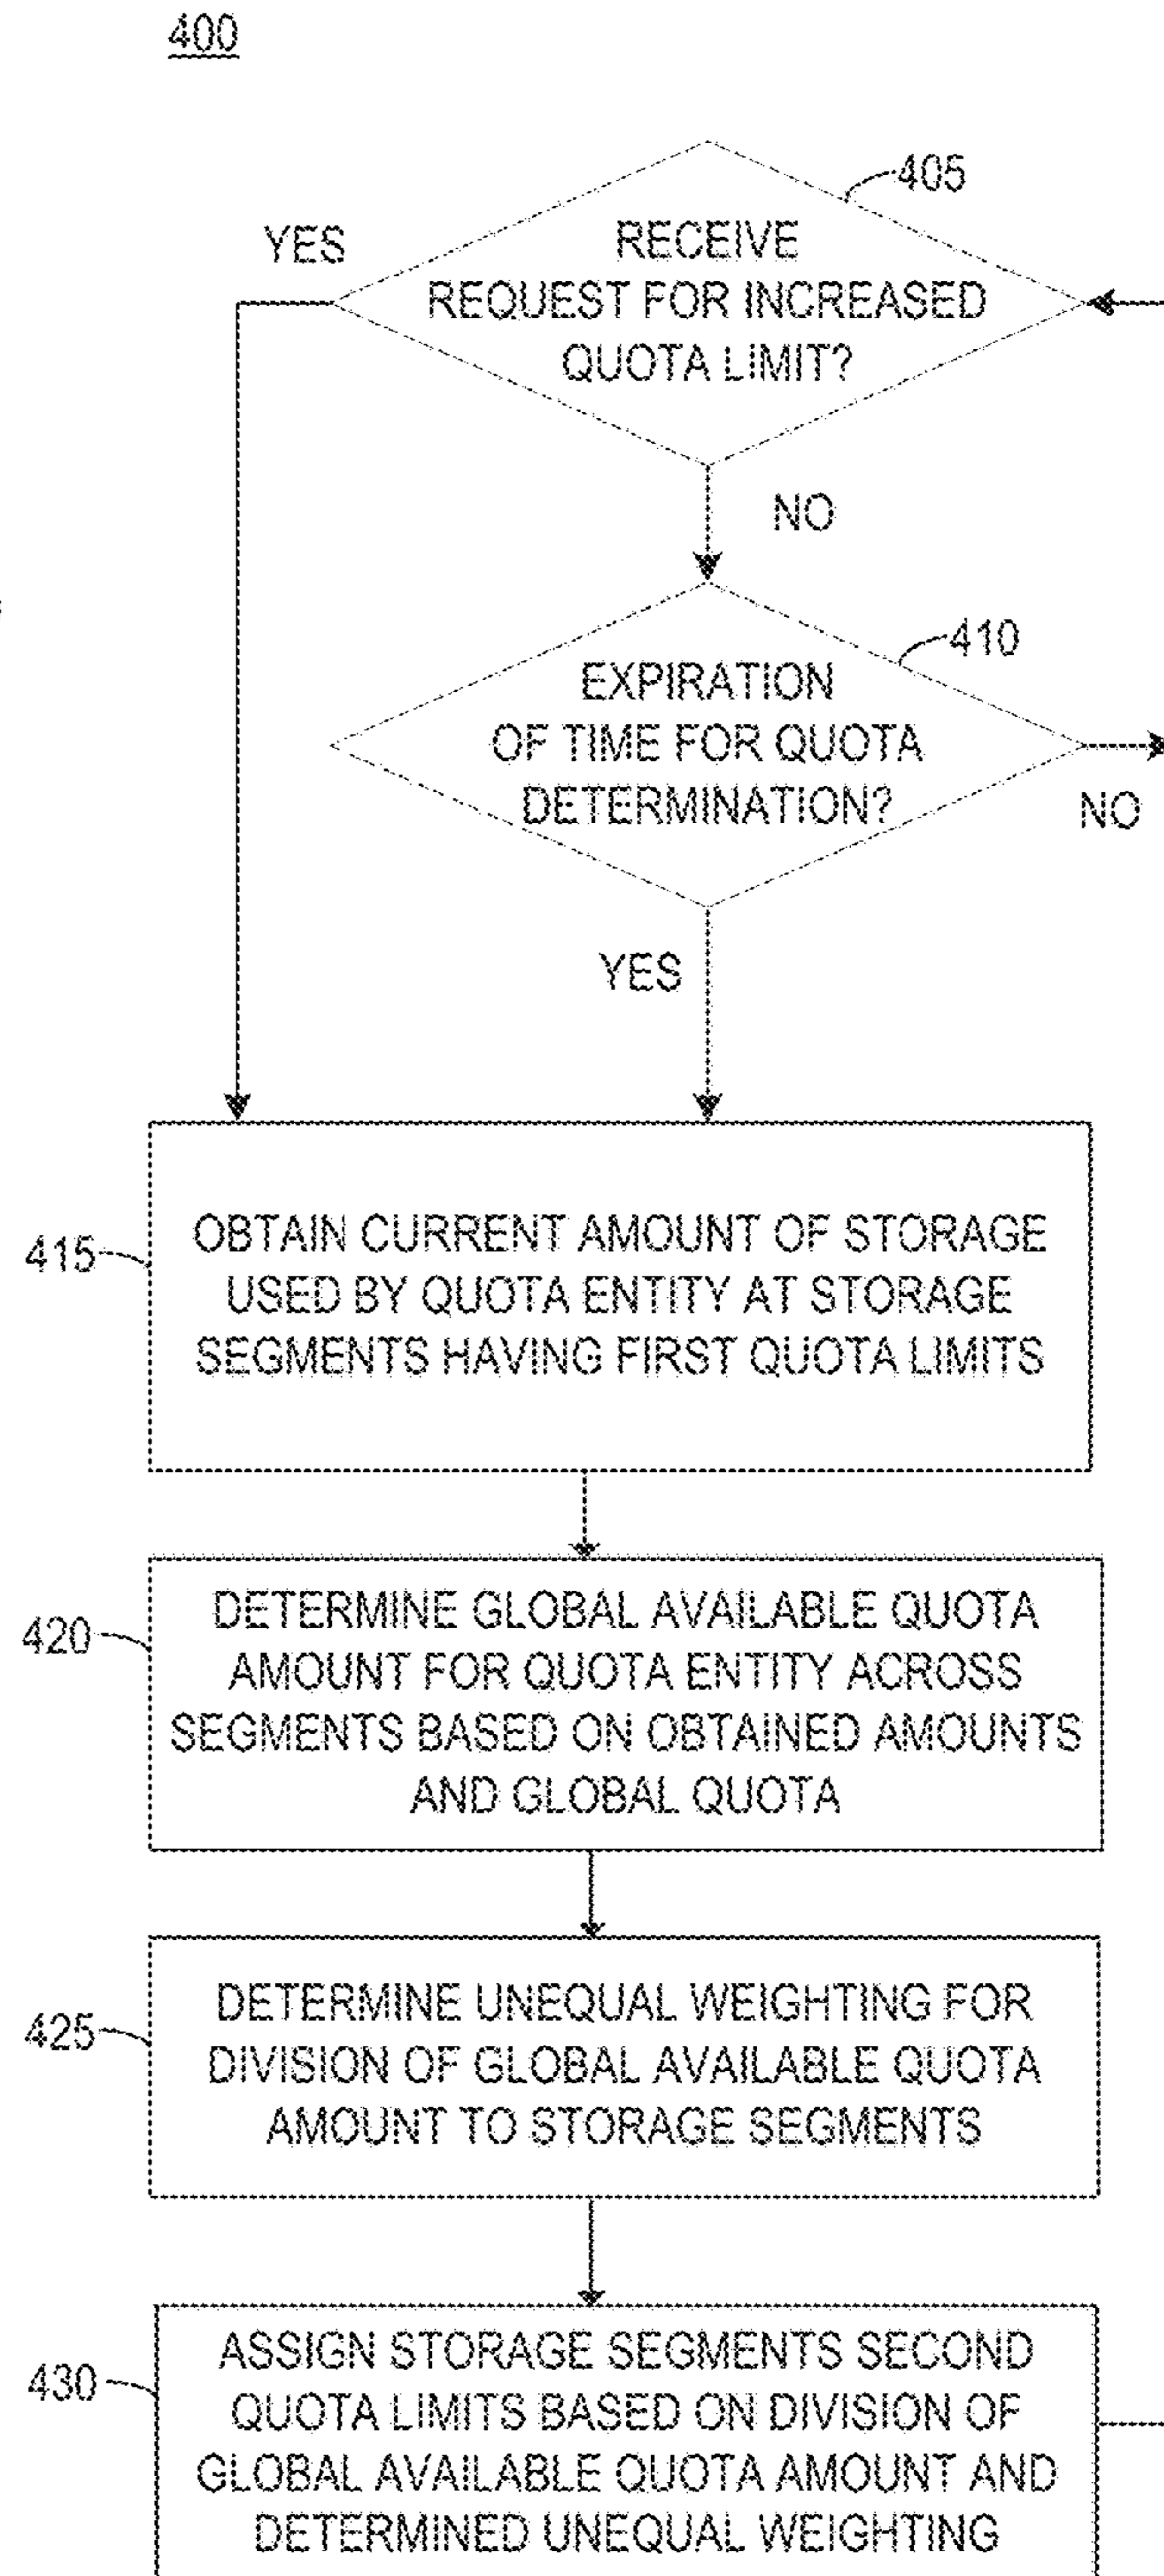 400
405
YES
RECEIVE
REQUEST FOR INCREASED
QUOTA LIMIT?
NO
410
EXPIRATION
OF TIME FOR QUOTA
DETERMINATION?
NO
YES
415
OBTAIN CURRENT AMOUNT OF STORAGE
USED BY QUOTA ENTITY AT STORAGE
SEGMENTS HAVING FIRST QUOTA LIMITS
420
DETERMINE GLOBAL AVAILABLE QUOTA
AMOUNT FOR QUOTA ENTITY ACROSS
SEGMENTS BASED ON OBTAINED AMOUNTS
AND GLOBAL QUOTA
425
DETERMINE UNEQUAL WEIGHTING FOR
DIVISION OF GLOBAL AVAILABLE QUOTA
AMOUNT TO STORAGE SEGMENTS
430
ASSIGN STORAGE SEGMENTS SECOND
QUOTA LIMITS BASED ON DIVISION OF
GLOBAL AVAILABLE QUOTA AMOUNT AND
DETERMINED UNEQUAL WEIGHTING